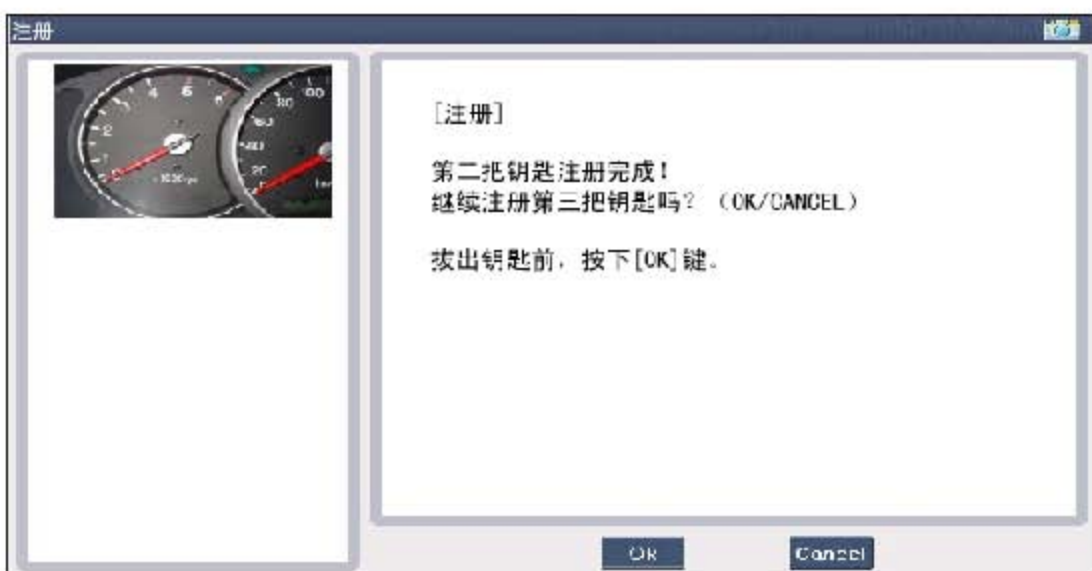 注册
[注册]
第二把钥匙注册完成!
继续注册第三把钥匙吗? (OK/CANCEL)
拔出钥匙前, 按下[OK]键。
OK
Cancel